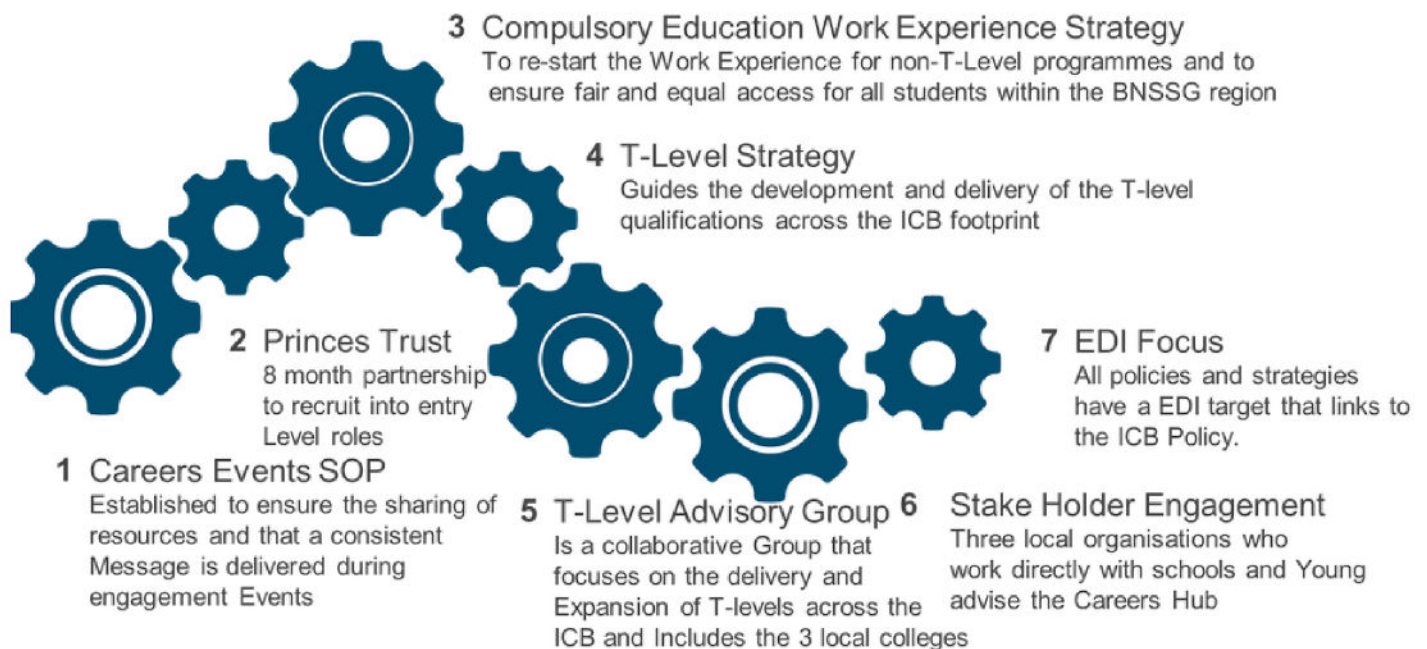 3 Compulsory Education Work Experience Strategy
To re-start the Work Experience for non-T-Level programmes and to
ensure fair and equal access for all students within the BNSSG region
4 T-Level Strategy
Guides the development and delivery of the T-level
qualifications across the ICB footprint
2 Princes Trust
8 month partnership
to recruit into entry
Level roles
7 EDI Focus
All policies and strategies
have a EDI target that links to
the ICB Policy.
1 Careers Events SOP
Established to ensure the sharing of
resources and that a consistent
Message is delivered during
engagement Events
5 T-Level Advisory Group
Is a collaborative Group that
focuses on the delivery and
Expansion of T-levels across the
ICB and Includes the 3 local colleges
6 Stake Holder Engagement
Three local organisations who
work directly with schools and Young
advise the Careers Hub